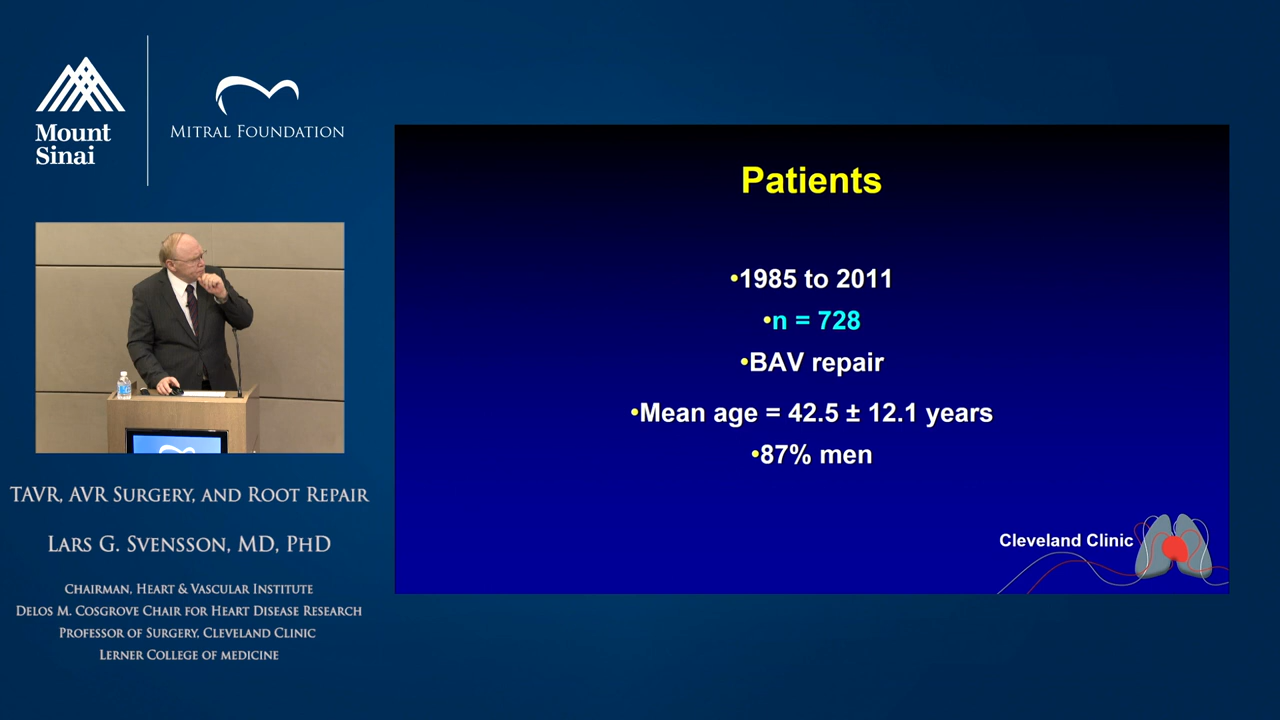 Mount
Sinai
Mitral Foundation
TAVR, AVR Surgery, and Root Repair
Lars G. Svensson, MD, PhD
Chairman, Heart & Vascular Institute
Delos M. Cosgrove Chair for Heart Disease Research
Professor of Surgery, Cleveland Clinic
Lerner College of medicine
Patients
•1985 to 2011
•n = 728
•BAV repair
•Mean age = 42.5 ± 12.1 years
•87% men
Cleveland Clinic